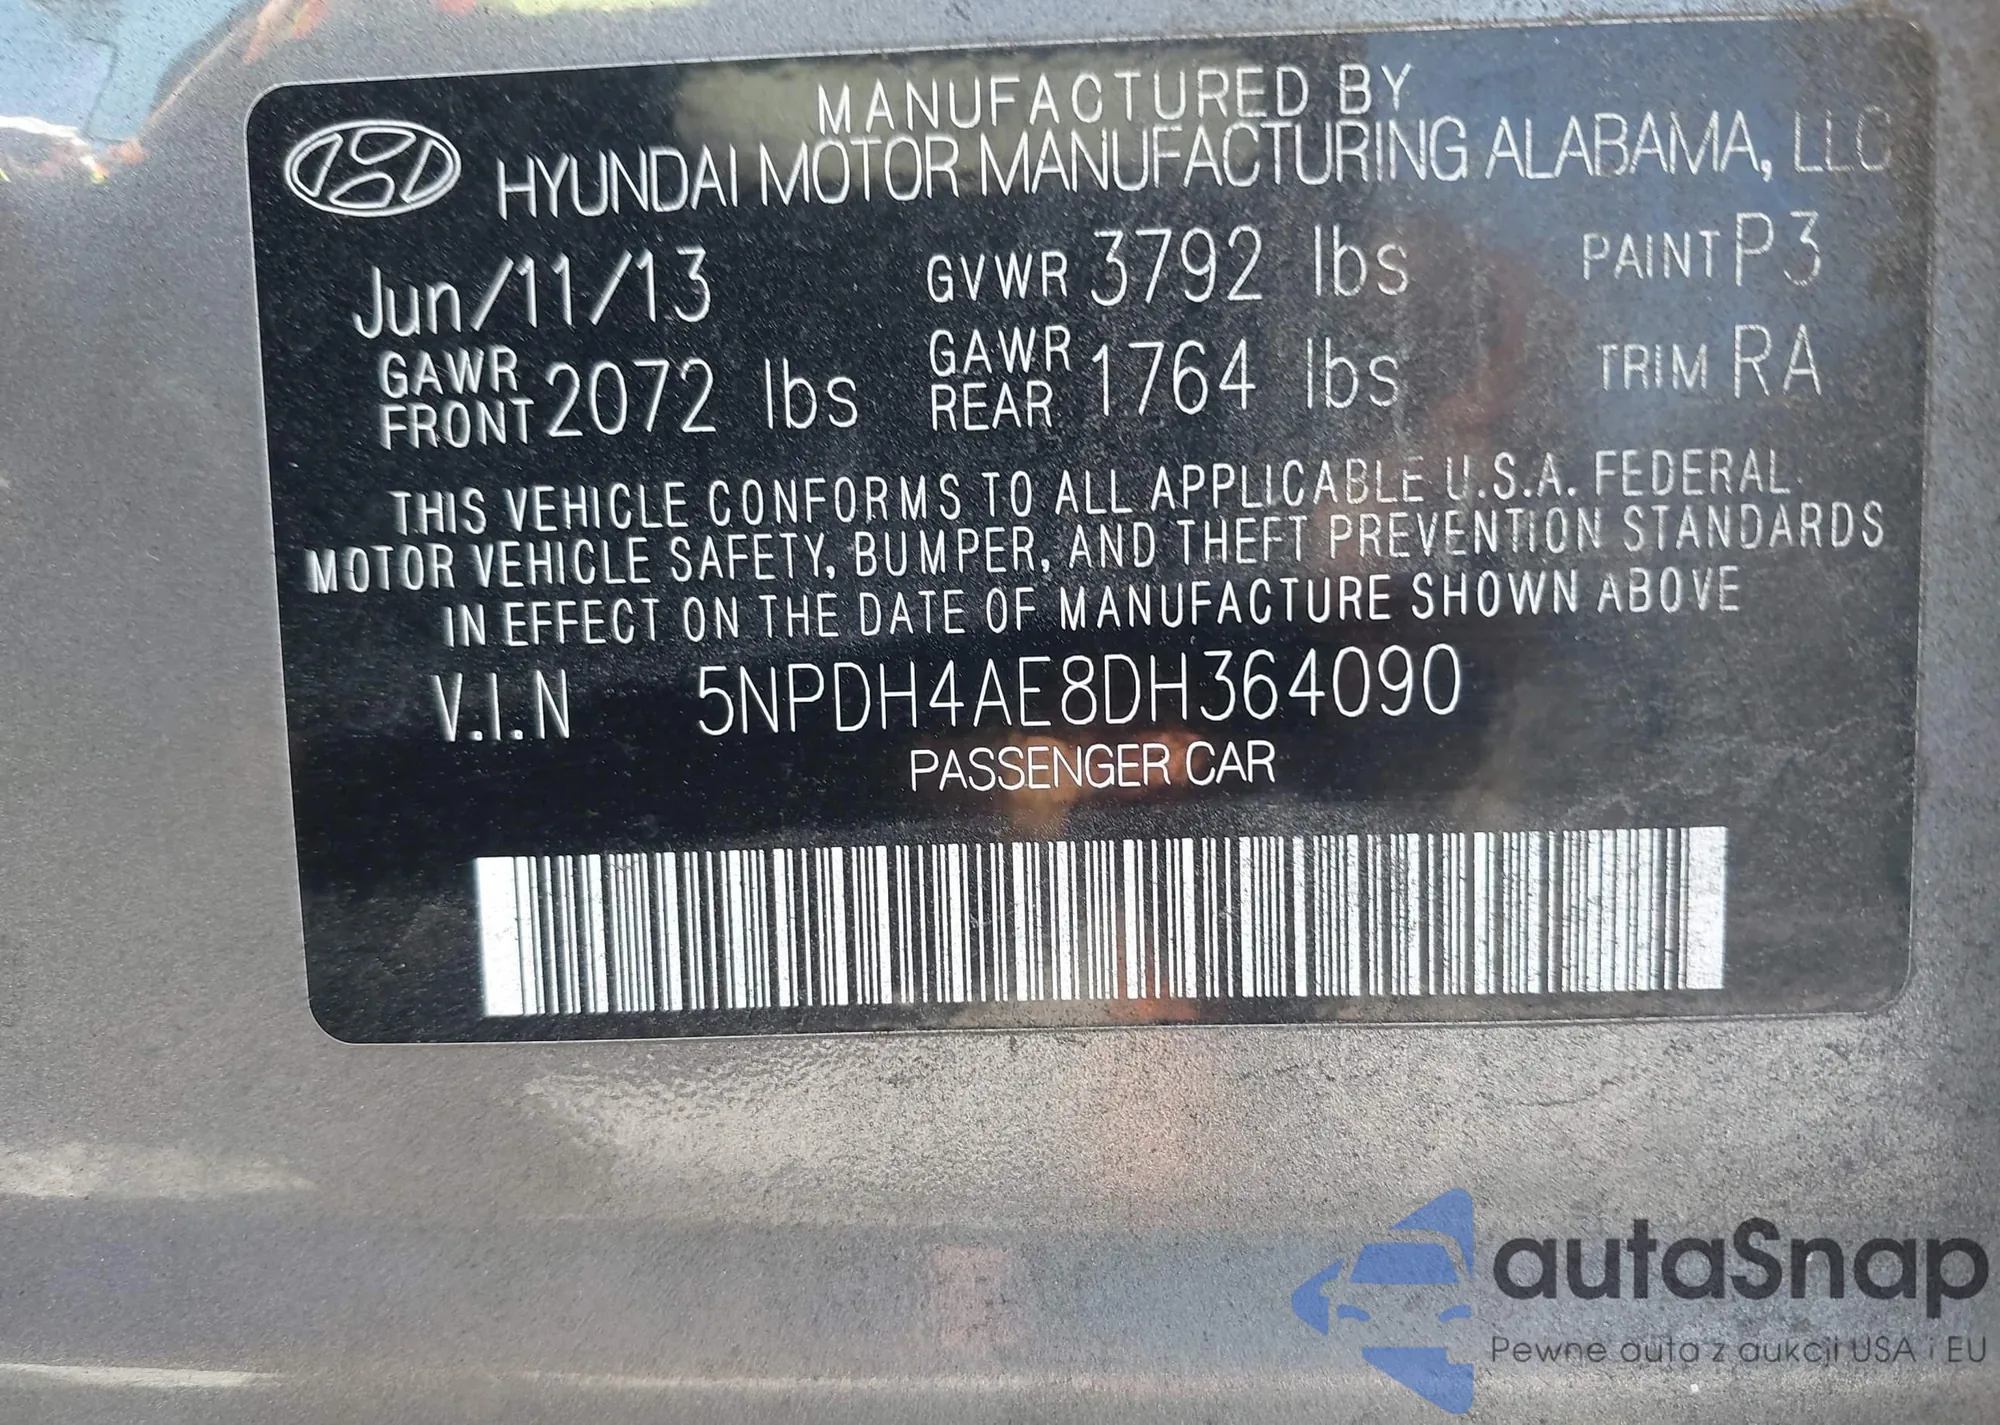 MANUFACTURED BY
HYUNDAI MOTOR MANUFACTURING ALABAMA, LLC
Jun/11/13 GVWR 3792 lbs PAINT P3
GAWR FRONT 2072 lbs GAWR REAR 1764 lbs TRIM RA
THIS VEHICLE CONFORMS TO ALL APPLICABLE U.S.A. FEDERAL
MOTOR VEHICLE SAFETY, BUMPER, AND THEFT PREVENTION STANDARDS
IN EFFECT ON THE DATE OF MANUFACTURE SHOWN ABOVE
V.I.N 5NPDH4AE8DH364090
PASSENGER CAR
autaSnap
Pewne auta z aukcji USA i EU